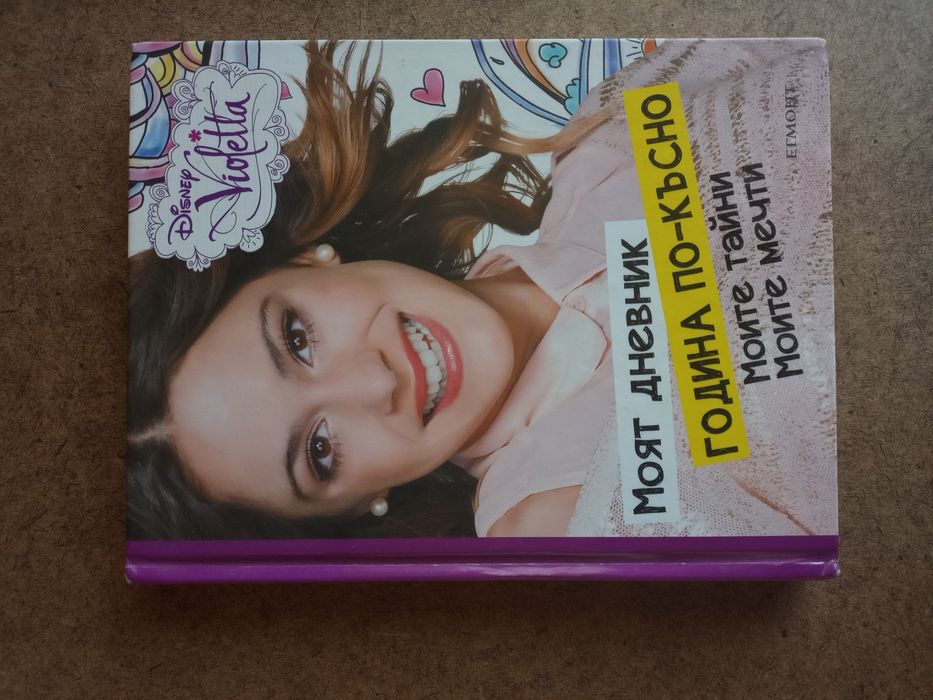 Disney
Violetta
Моят дневник
ГОДИНА ПО-КЪСНО
Моите тайни
Моите мечти
ЕГМОНТ